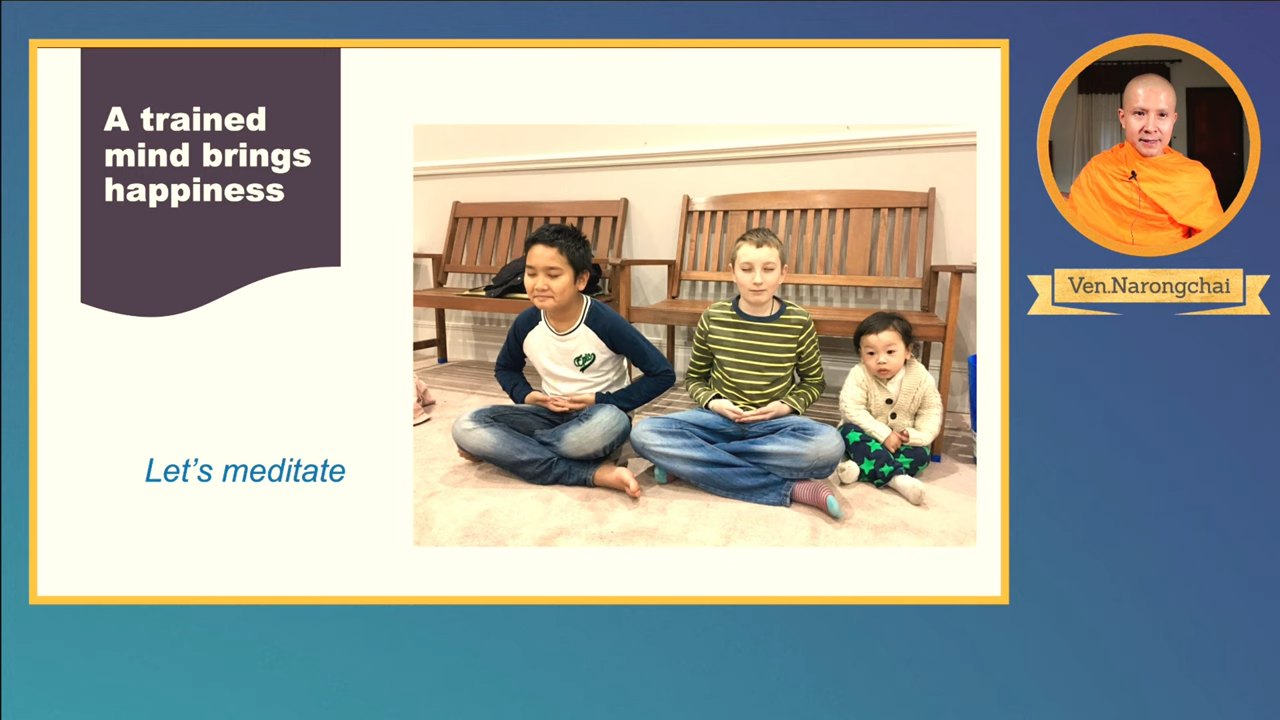 A trained
mind brings
happiness
Let's meditate
Ven.Narongchai